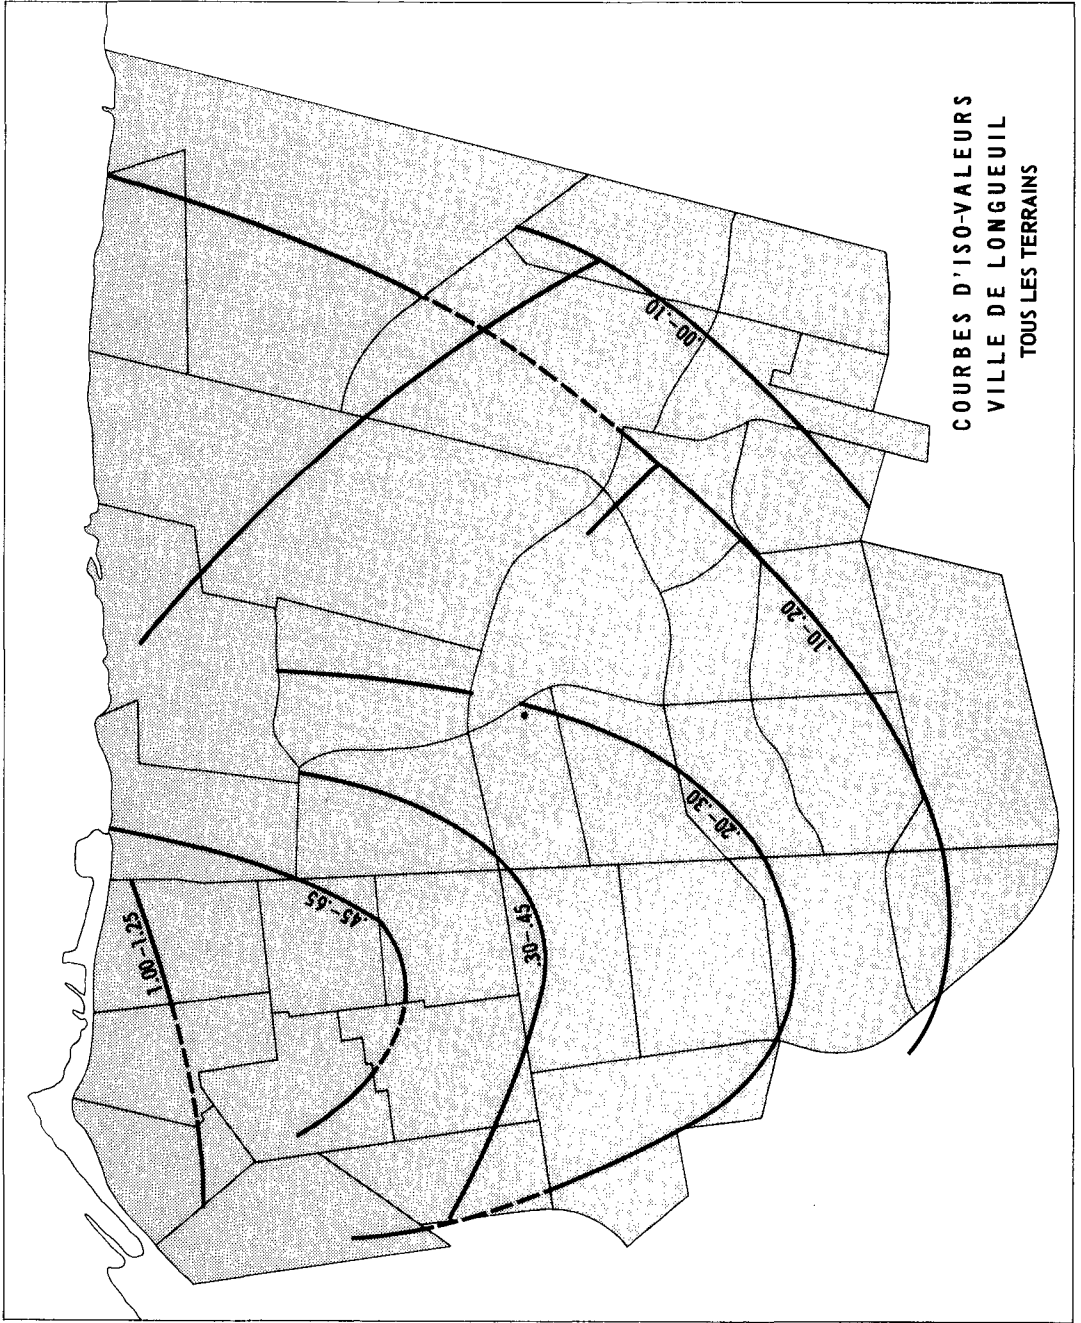 COURBES D'ISO-VALEURS
VILLE DE LONGUEUIL
TOUS LES TERRAINS
1.00-1.25
.45-.65
.30-.45
.20-.30
.10-.20
.00-.10